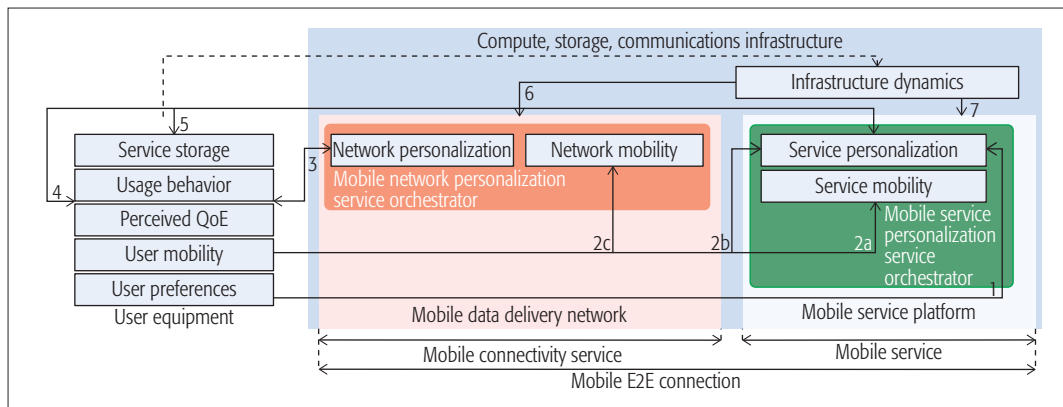 Compute, storage, communications infrastructure
Infrastructure dynamics
6
7
5
Service storage
Network personalization
Network mobility
Service personalization
3
Usage behavior
Mobile network personalization
service orchestrator
Service mobility
4
Perceived QoE
Mobile service
personalization
service
orchestrator
User mobility
2c
2b
2a
User preferences
1
User equipment
Mobile data delivery network
Mobile service platform
Mobile connectivity service
Mobile service
Mobile E2E connection